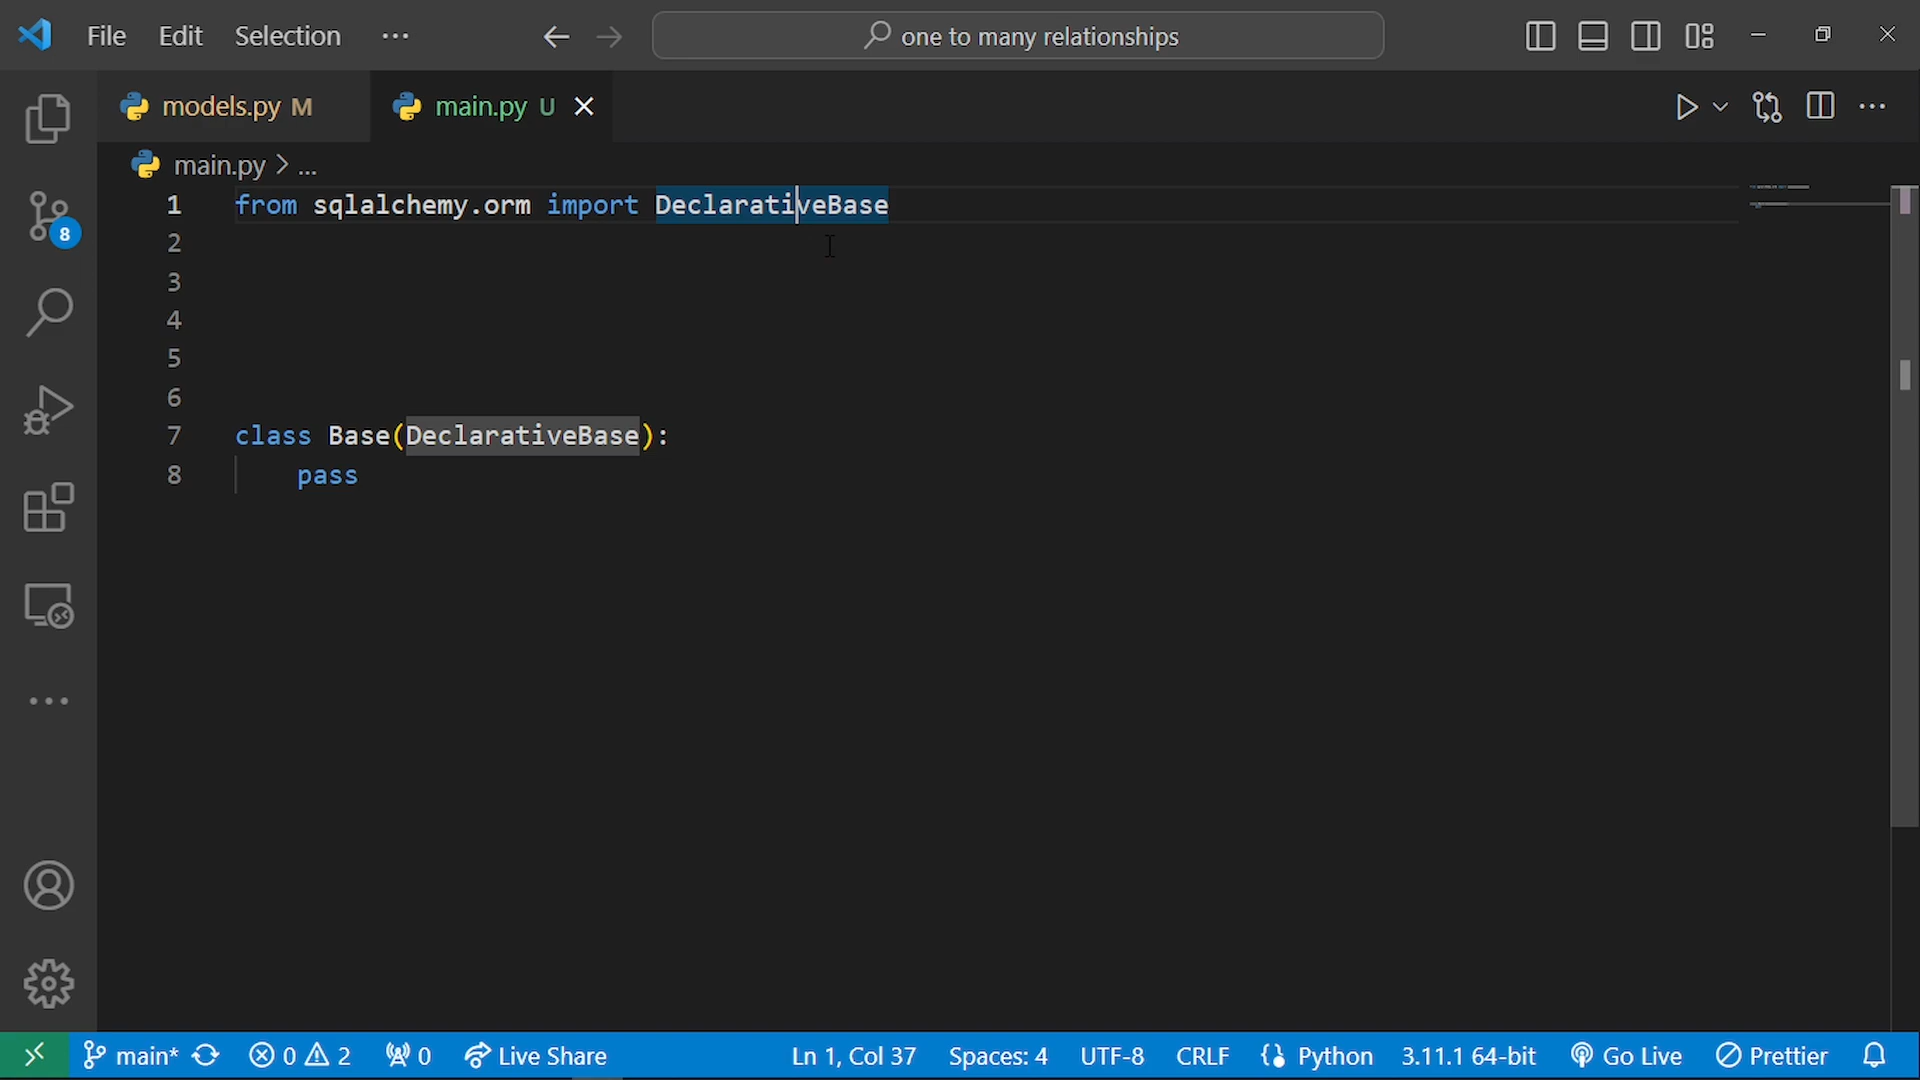 File Edit Selection ··· one to many relationships
models.py M main.py U
main.py > ...
1 from sqlalchemy.orm import DeclarativeBase
2
3
4
5
6
7 class Base(DeclarativeBase):
8 pass
8
main* 0 2 0 Live Share Ln 1, Col 37 Spaces: 4 UTF-8 CRLF Python 3.11.1 64-bit Go Live Prettier